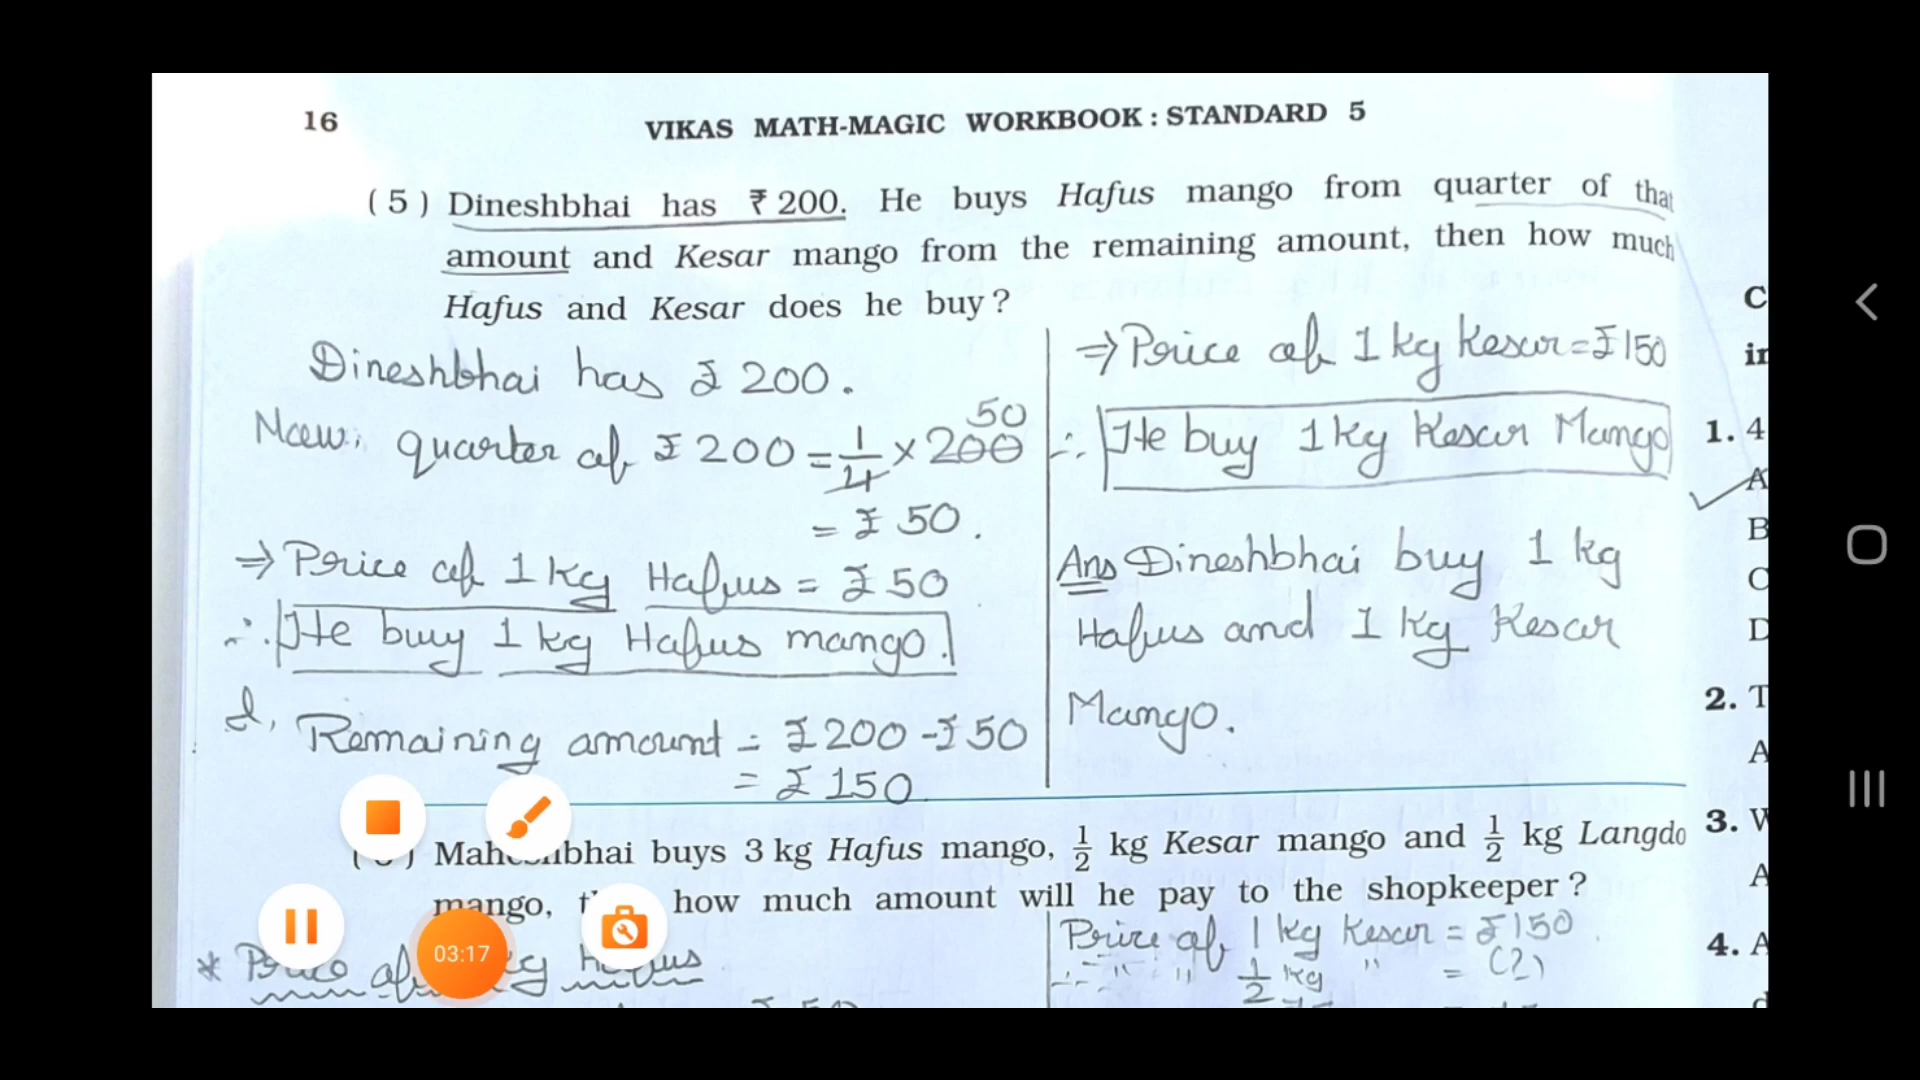 16
VIKAS MATH-MAGIC WORKBOOK : STANDARD 5
( 5 ) Dineshbhai has ₹ 200. He buys Hafus mango from quarter of that
amount and Kesar mango from the remaining amount, then how much
Hafus and Kesar does he buy ?
Dineshbhai has ₹ 200.
Now, quarter of ₹ 200 = 1/4 × 200 50
= ₹ 50.
⇒ Price of 1 kg Hafus = ₹ 50
∴ He buy 1 kg Hafus mango.
Remaining amount = ₹ 200 - ₹ 50
= ₹ 150
⇒ Price of 1 kg Kesar = ₹ 150
∴ He buy 1 kg Kesar Mango
Ans Dineshbhai buy 1 kg
Hafus and 1 kg Kesar
Mango.
buys 3 kg Hafus mango, 1/2 kg Kesar mango and 1/2 kg Langdo
mango, how much amount will he pay to the shopkeeper ?
Price of 1 kg Kesar = ₹ 150
∴ " " 1/2 kg " = (?)
03:17
1. 4
A
B
C
D
2. T
A
3. W
A
4. A